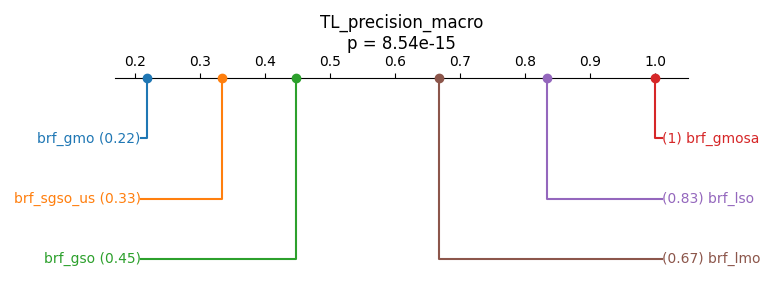 TL_precision_macro
p = 8.54e-15
0.2 0.3 0.4 0.5 0.6 0.7 0.8 0.9 1.0
brf_gmo (0.22) (1) brf_gmosa
brf_sgso_us (0.33) (0.83) brf_lso
brf_gso (0.45) (0.67) brf_lmo